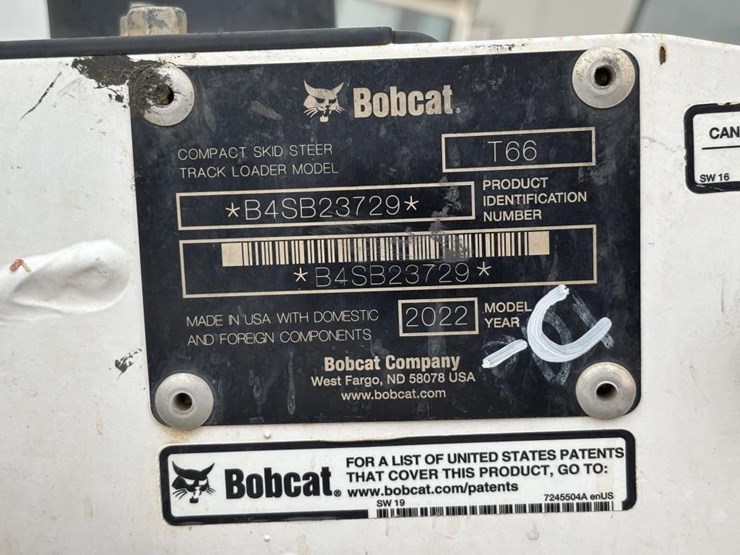 Bobcat.
COMPACT SKID STEER
TRACK LOADER MODEL
T66
*B4SB23729*
PRODUCT
IDENTIFICATION
NUMBER
*B4SB23729*
MADE IN USA WITH DOMESTIC
AND FOREIGN COMPONENTS
2022
MODEL
YEAR
Bobcat Company
West Fargo, ND 58078 USA
www.bobcat.com
CAN
SW 16
Bobcat®
FOR A LIST OF UNITED STATES PATENTS
THAT COVER THIS PRODUCT, GO TO:
www.bobcat.com/patents
SW 19
7245504A enUS